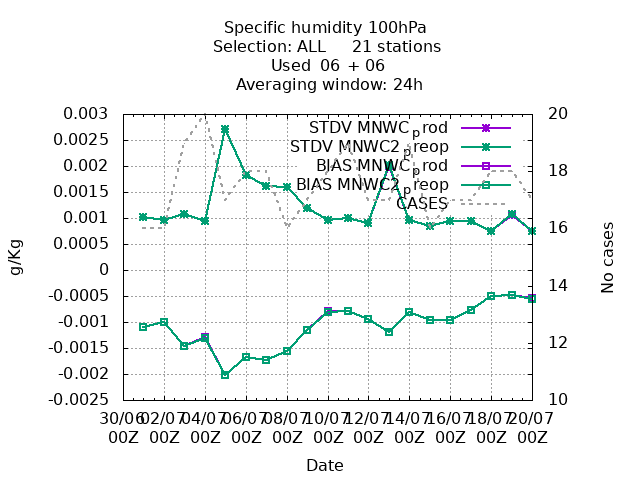 Specific humidity 100hPa
Selection: ALL 21 stations
Used 06 + 06
Averaging window: 24h
0.003
0.0025
0.002
0.0015
0.001
0.0005
0
-0.0005
-0.001
-0.0015
-0.002
-0.0025
g/Kg
STDV MNWC_prod
STDV MNWC2_preop
BIAS MNWC_prod
BIAS MNWC2_preop
CASES
20
18
16
14
12
10
No cases
30/06 02/07 04/07 06/07 08/07 10/07 12/07 14/07 16/07 18/07 20/07
00Z 00Z 00Z 00Z 00Z 00Z 00Z 00Z 00Z 00Z 00Z
Date